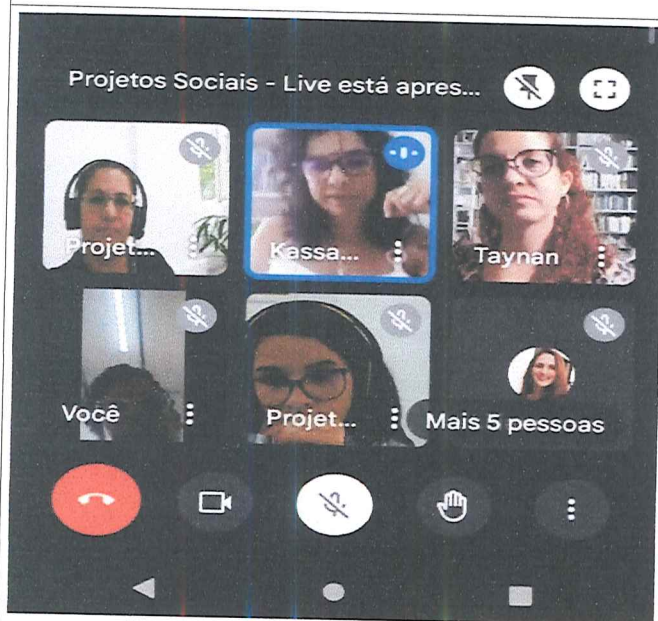 Projetos Sociais - Live está apres...
Projet...
Kassa...
Taynan
Você
Projet...
Mais 5 pessoas